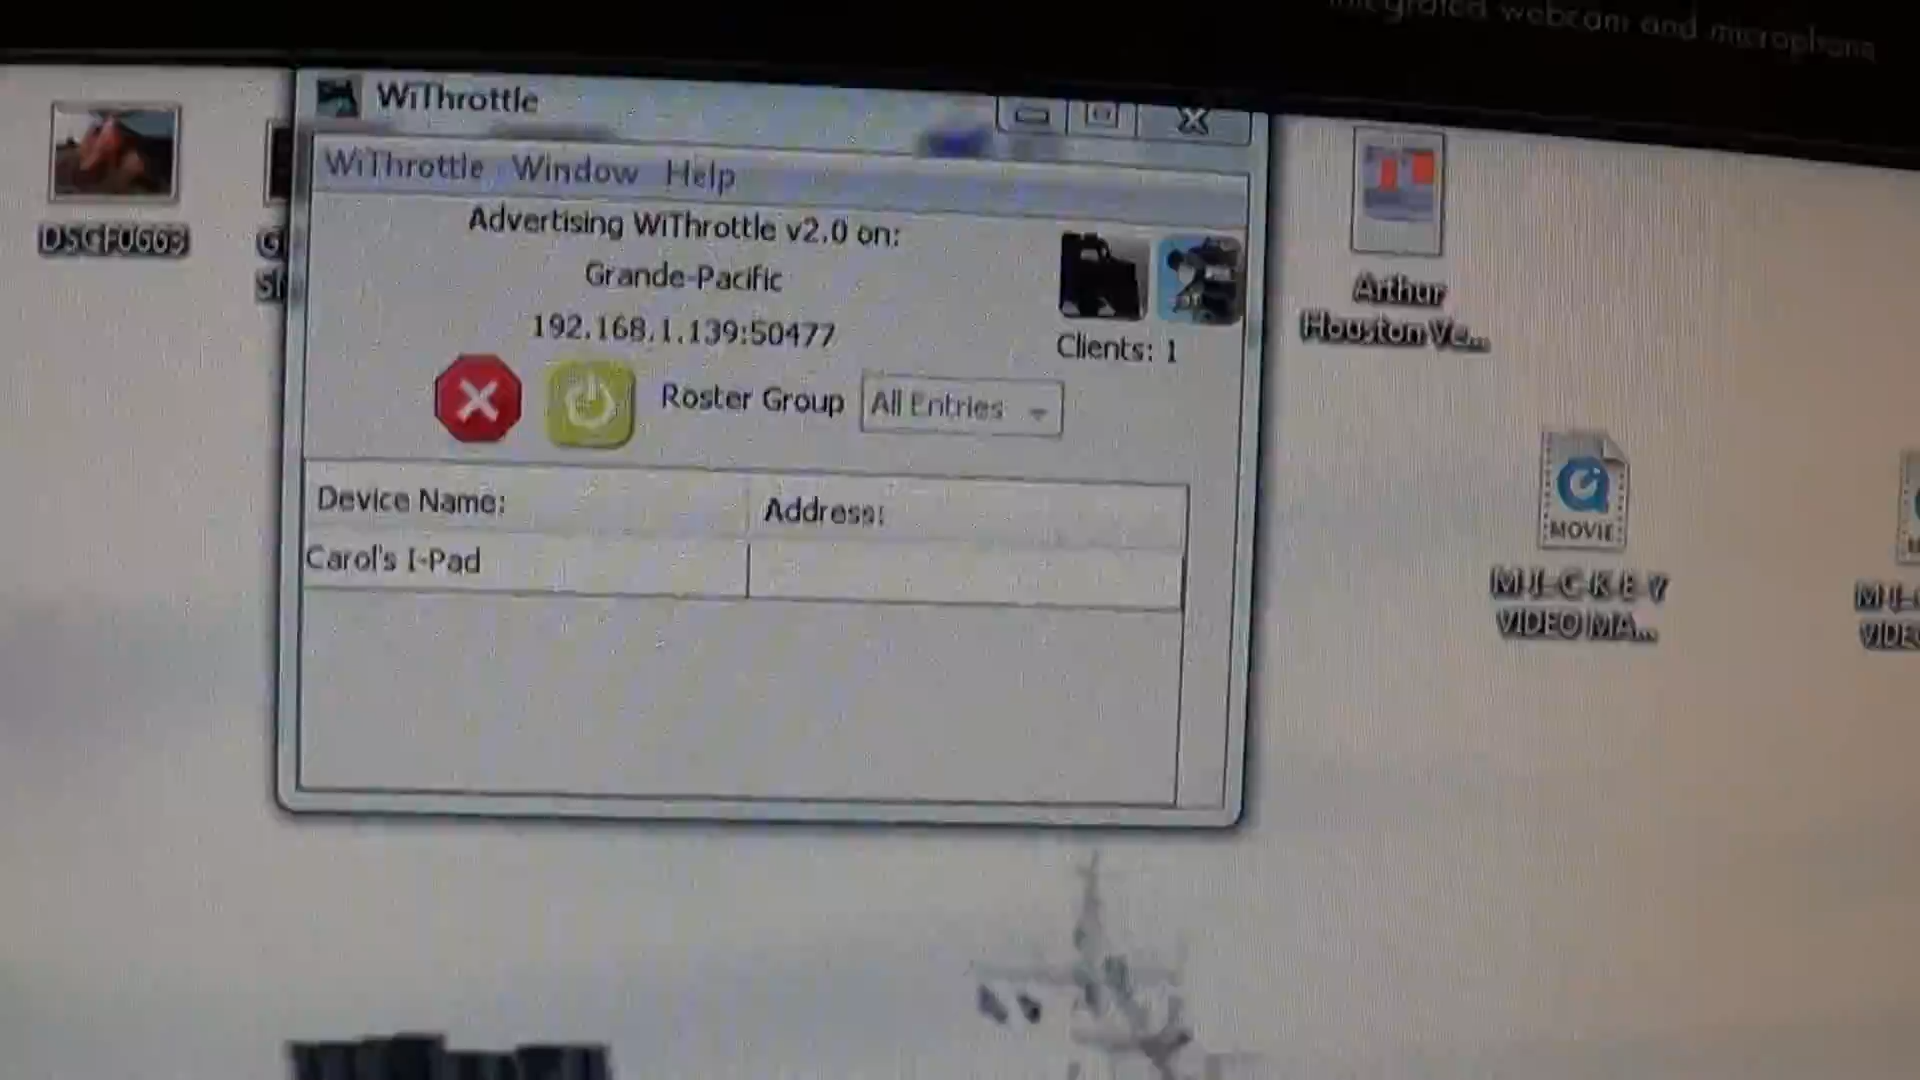 integrated webcam and microphone
WiThrottle
WiThrottle Window Help
Advertising WiThrottle v2.0 on:
Grande-Pacific
192.168.1.139:50477
Clients: 1
Roster Group All Entries
Device Name: Address:
Carol's I-Pad
DSCF0669
Arthur
Houston Ve...
MOVIE
M-I-C-K-E-Y
VIDEO MA...